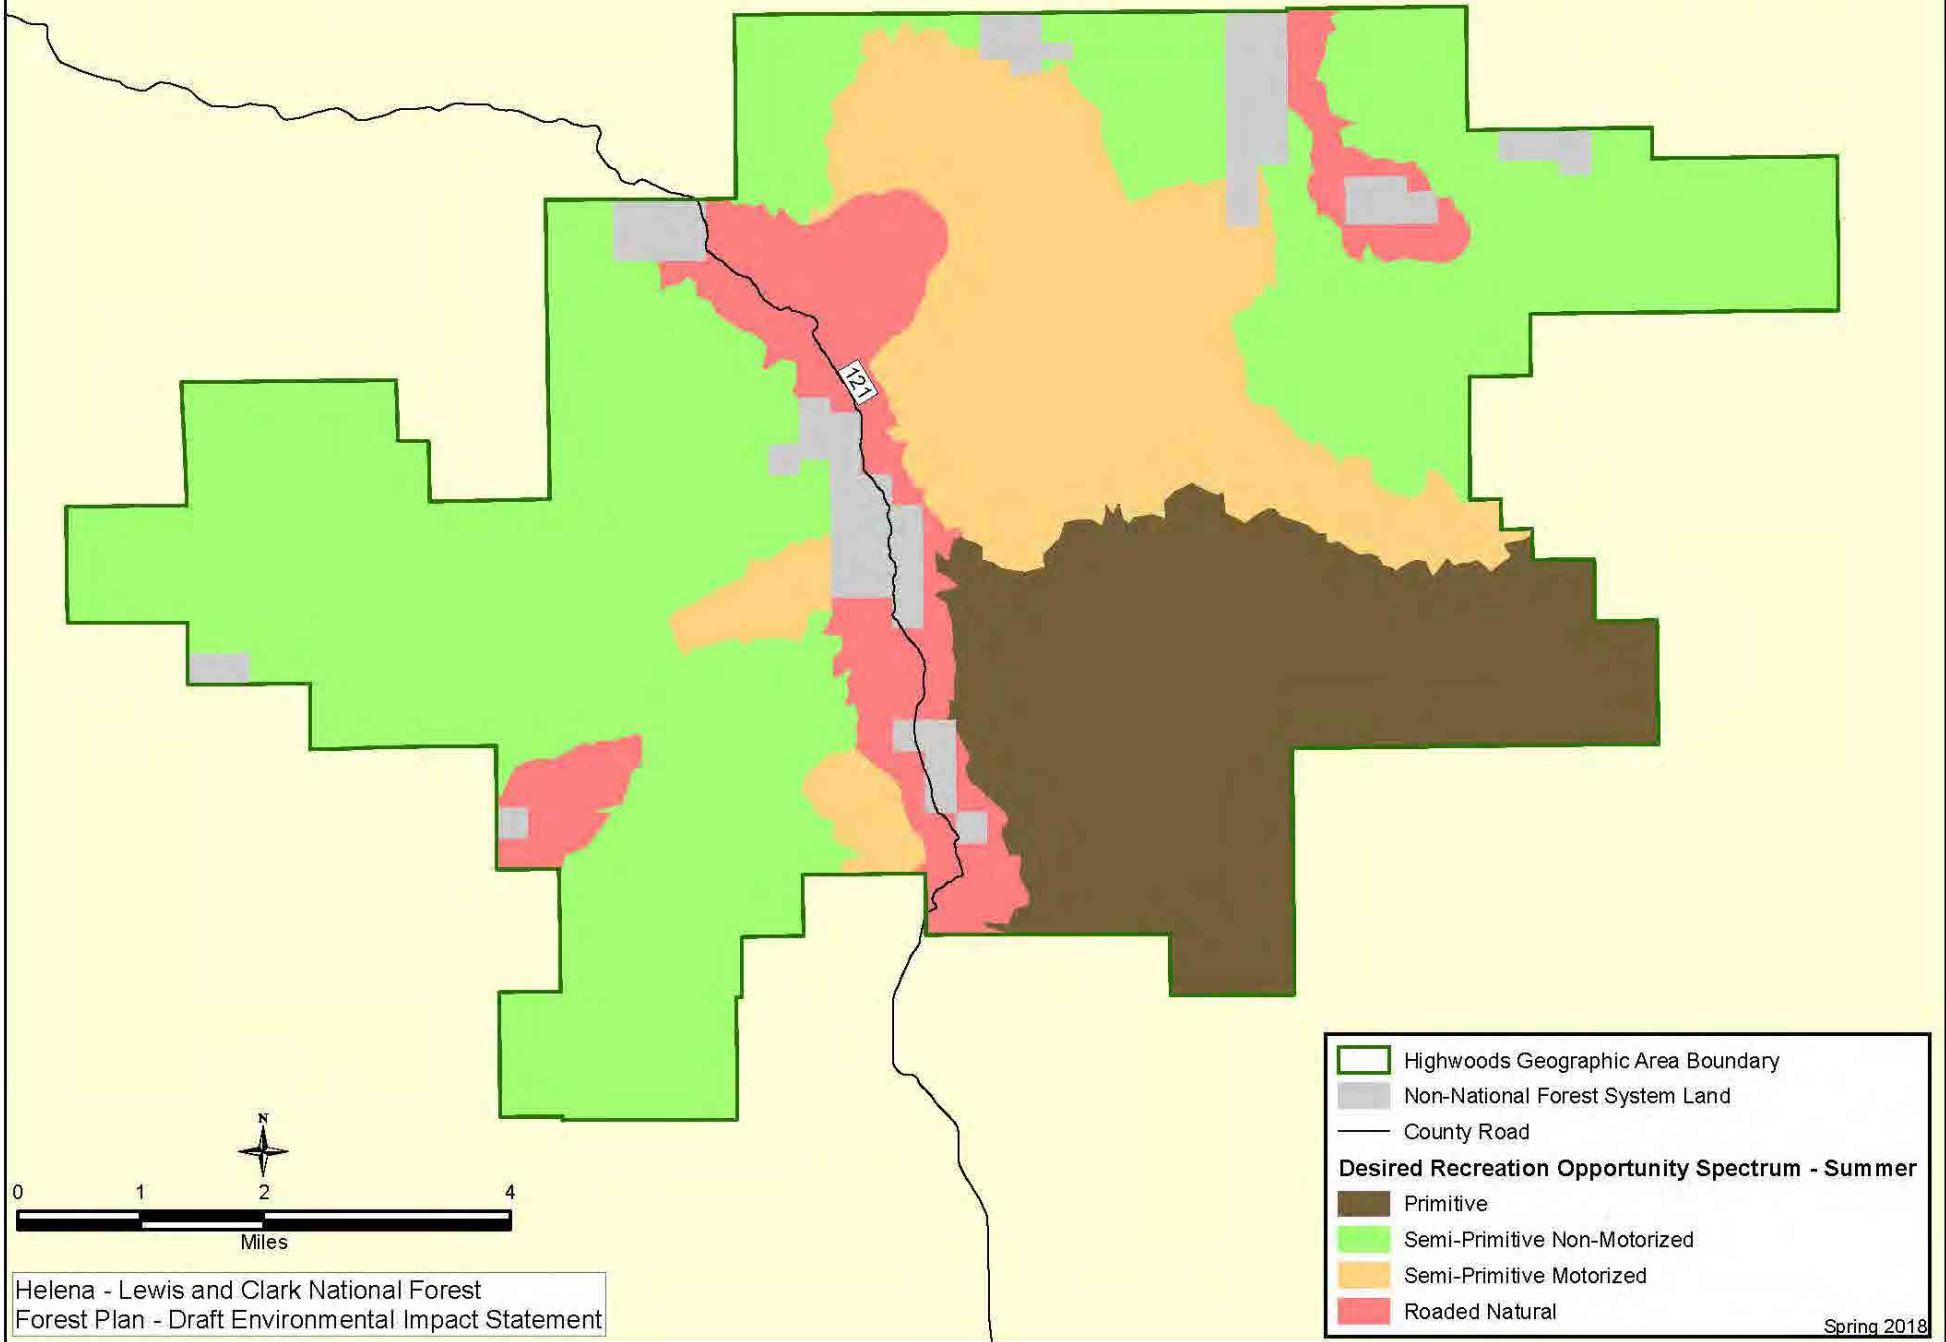 121
N
0 1 2 4
Miles
Helena - Lewis and Clark National Forest
Forest Plan - Draft Environmental Impact Statement
Highwoods Geographic Area Boundary
Non-National Forest System Land
County Road
Desired Recreation Opportunity Spectrum - Summer
Primitive
Semi-Primitive Non-Motorized
Semi-Primitive Motorized
Roaded Natural
Spring 2018